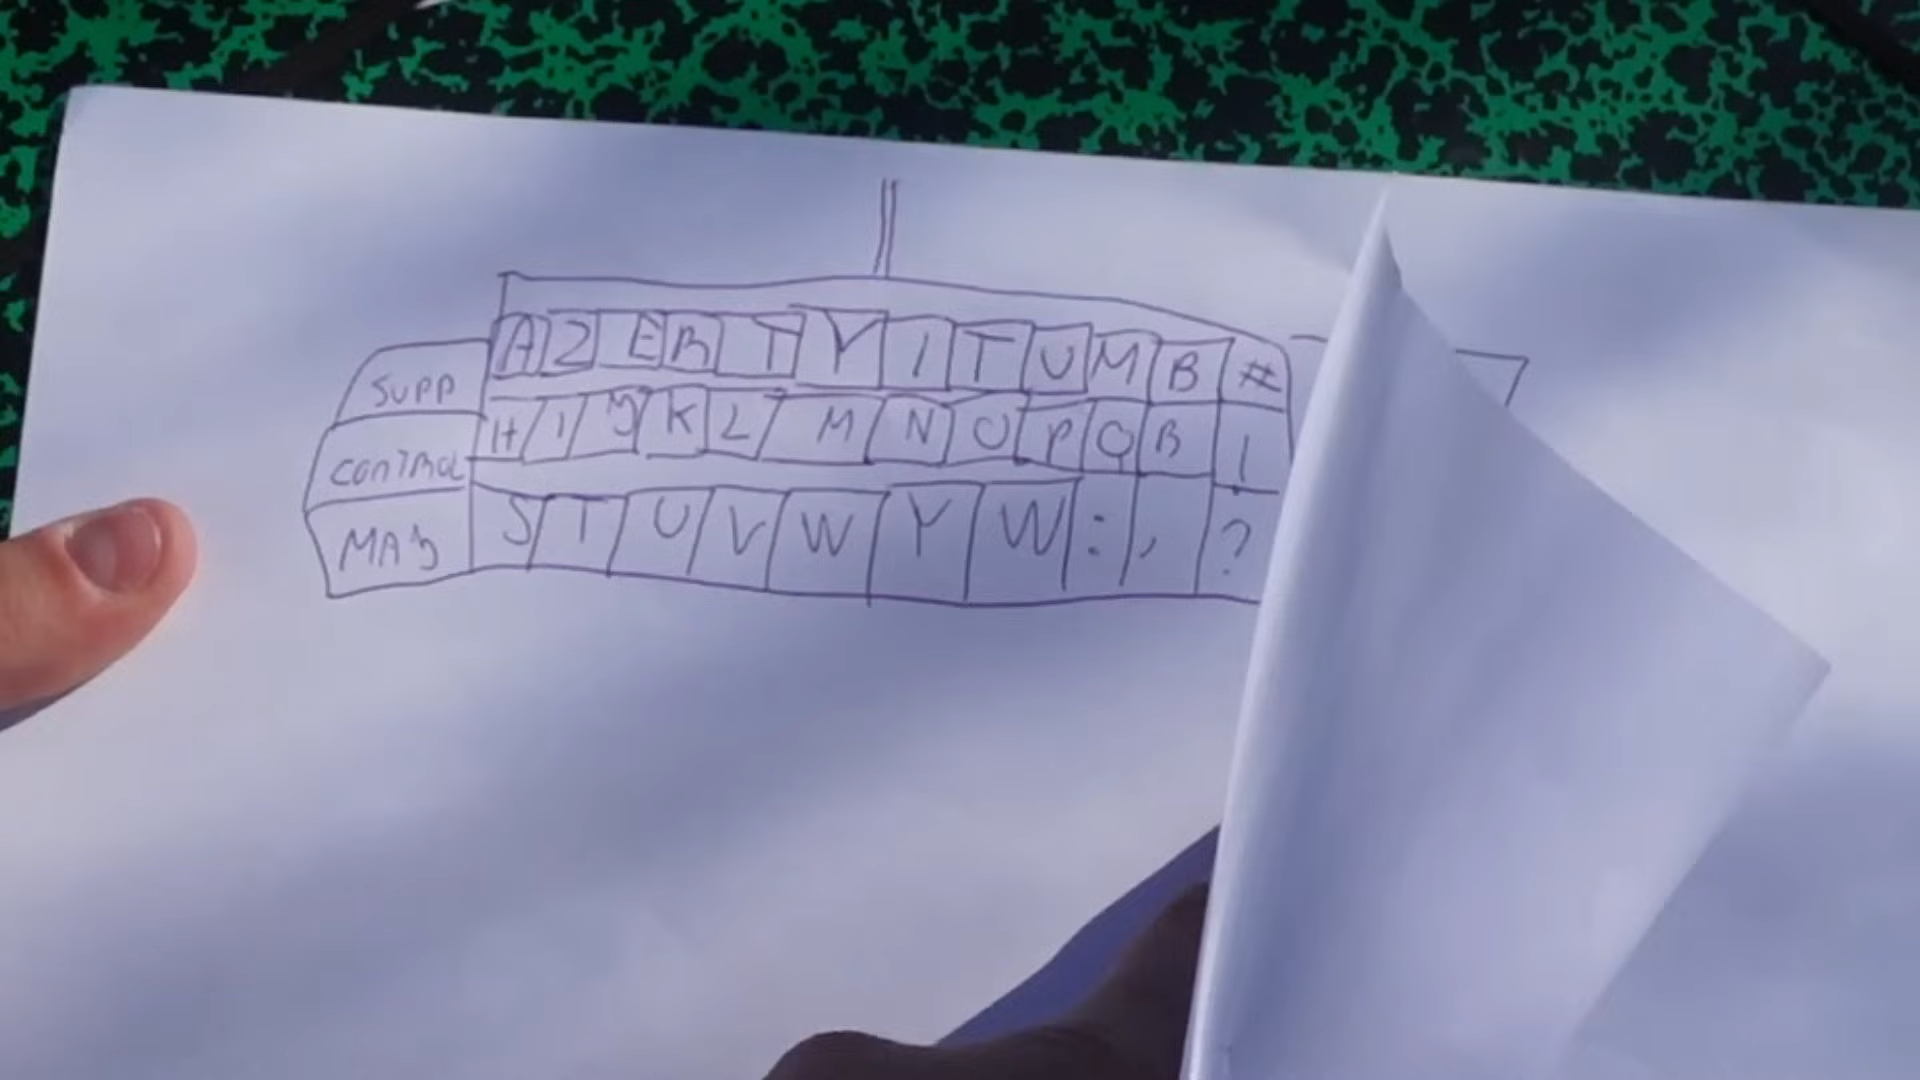 SUPP A Z E R T Y I T U M B #
CONTROL H I J K L M N O P Q R !
MAJ S T U V W Y W : , ?